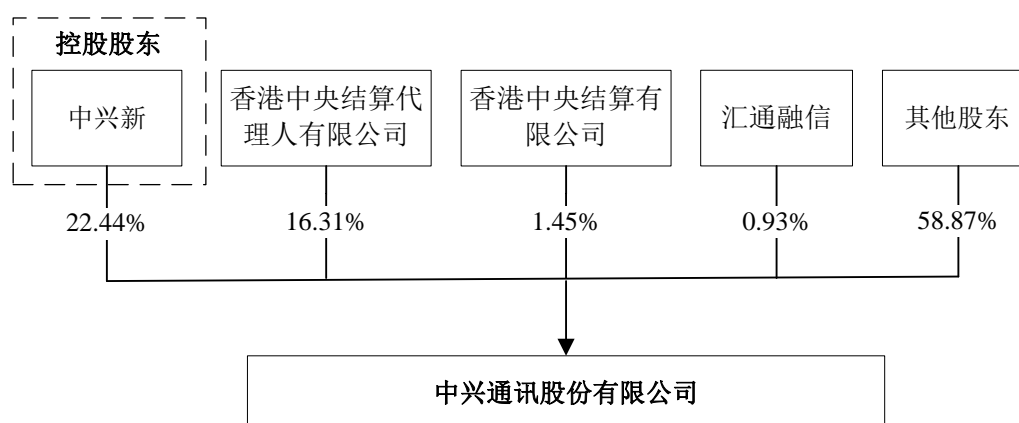 控股股东
中兴新
香港中央结算代
理人有限公司
香港中央结算有
限公司
汇通融信
其他股东
22.44%
16.31%
1.45%
0.93%
58.87%
中兴通讯股份有限公司